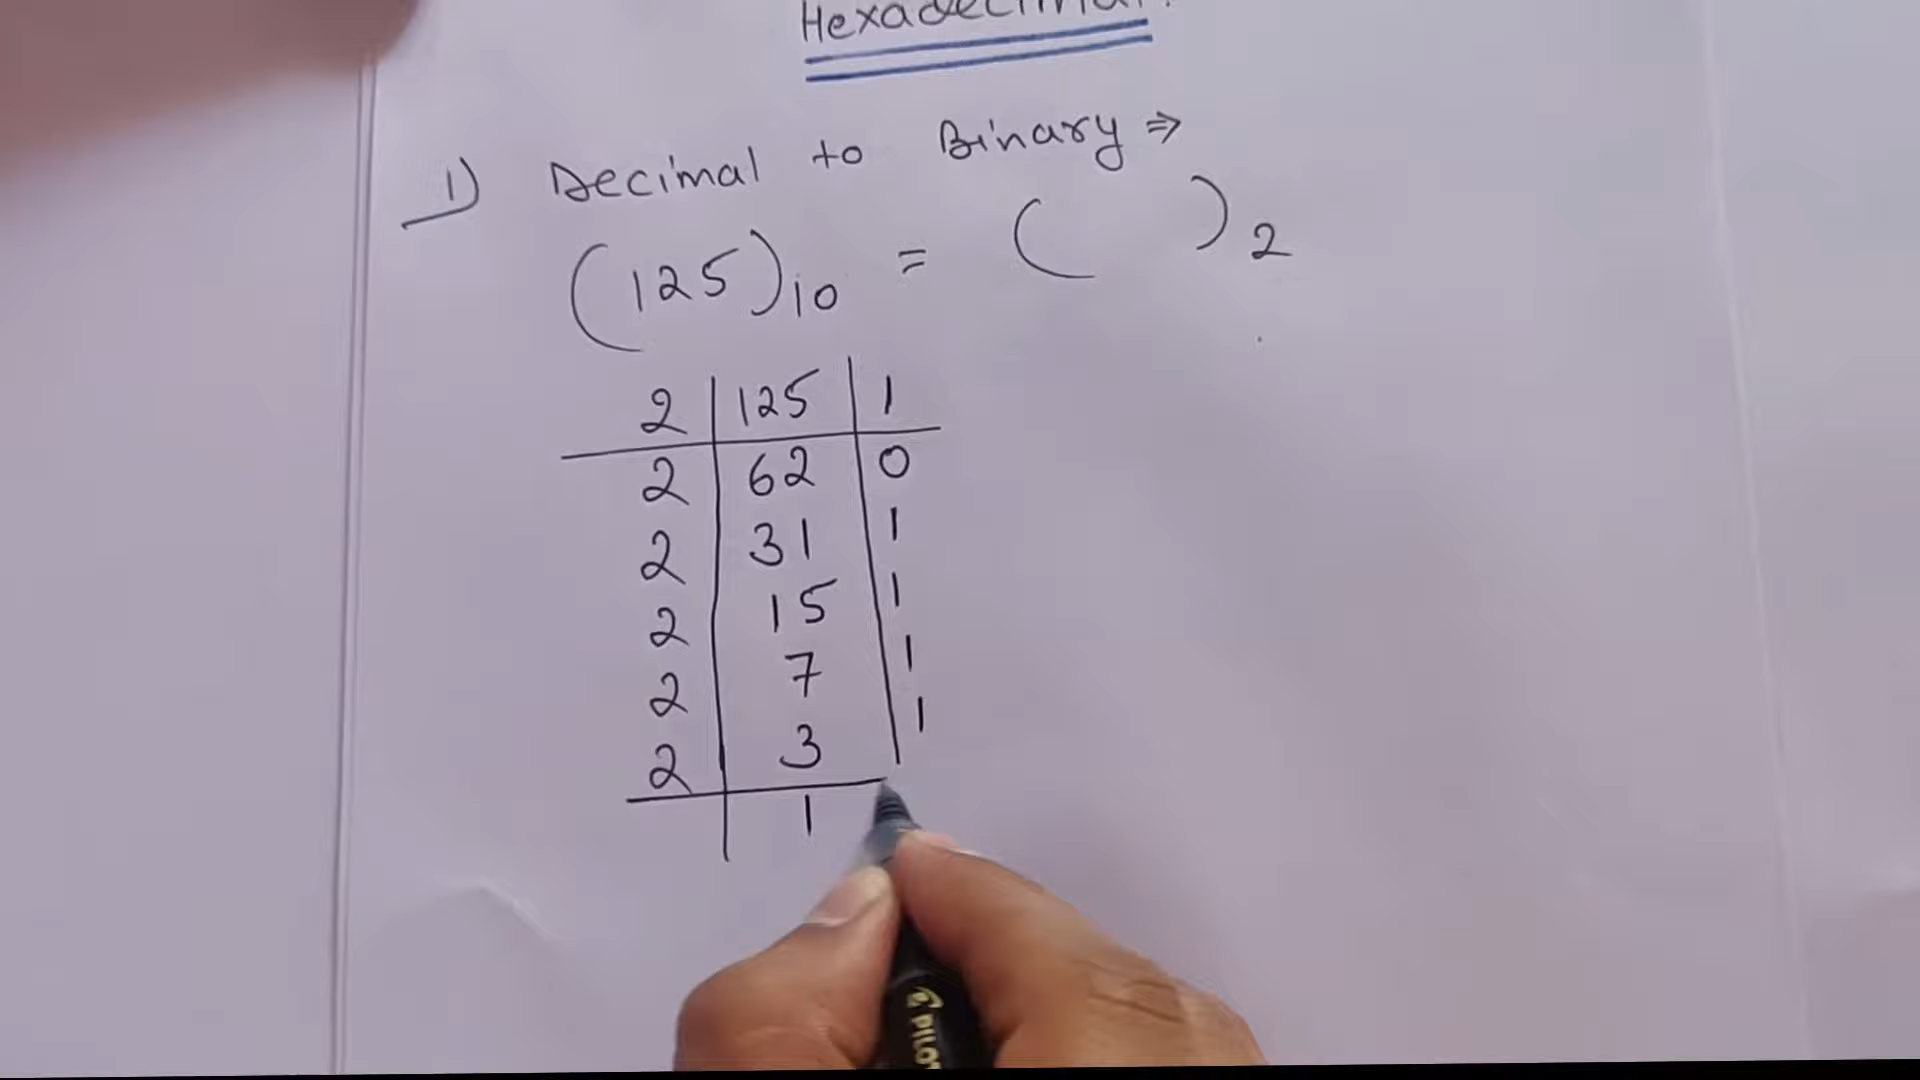 Hexadecimal.
1) Decimal to Binary ⇒
(125)₁₀ = (   )₂
2 | 125 | 1
2 | 62 | 0
2 | 31 | 1
2 | 15 | 1
2 | 7 | 1
2 | 3 | 1
1
PILOT